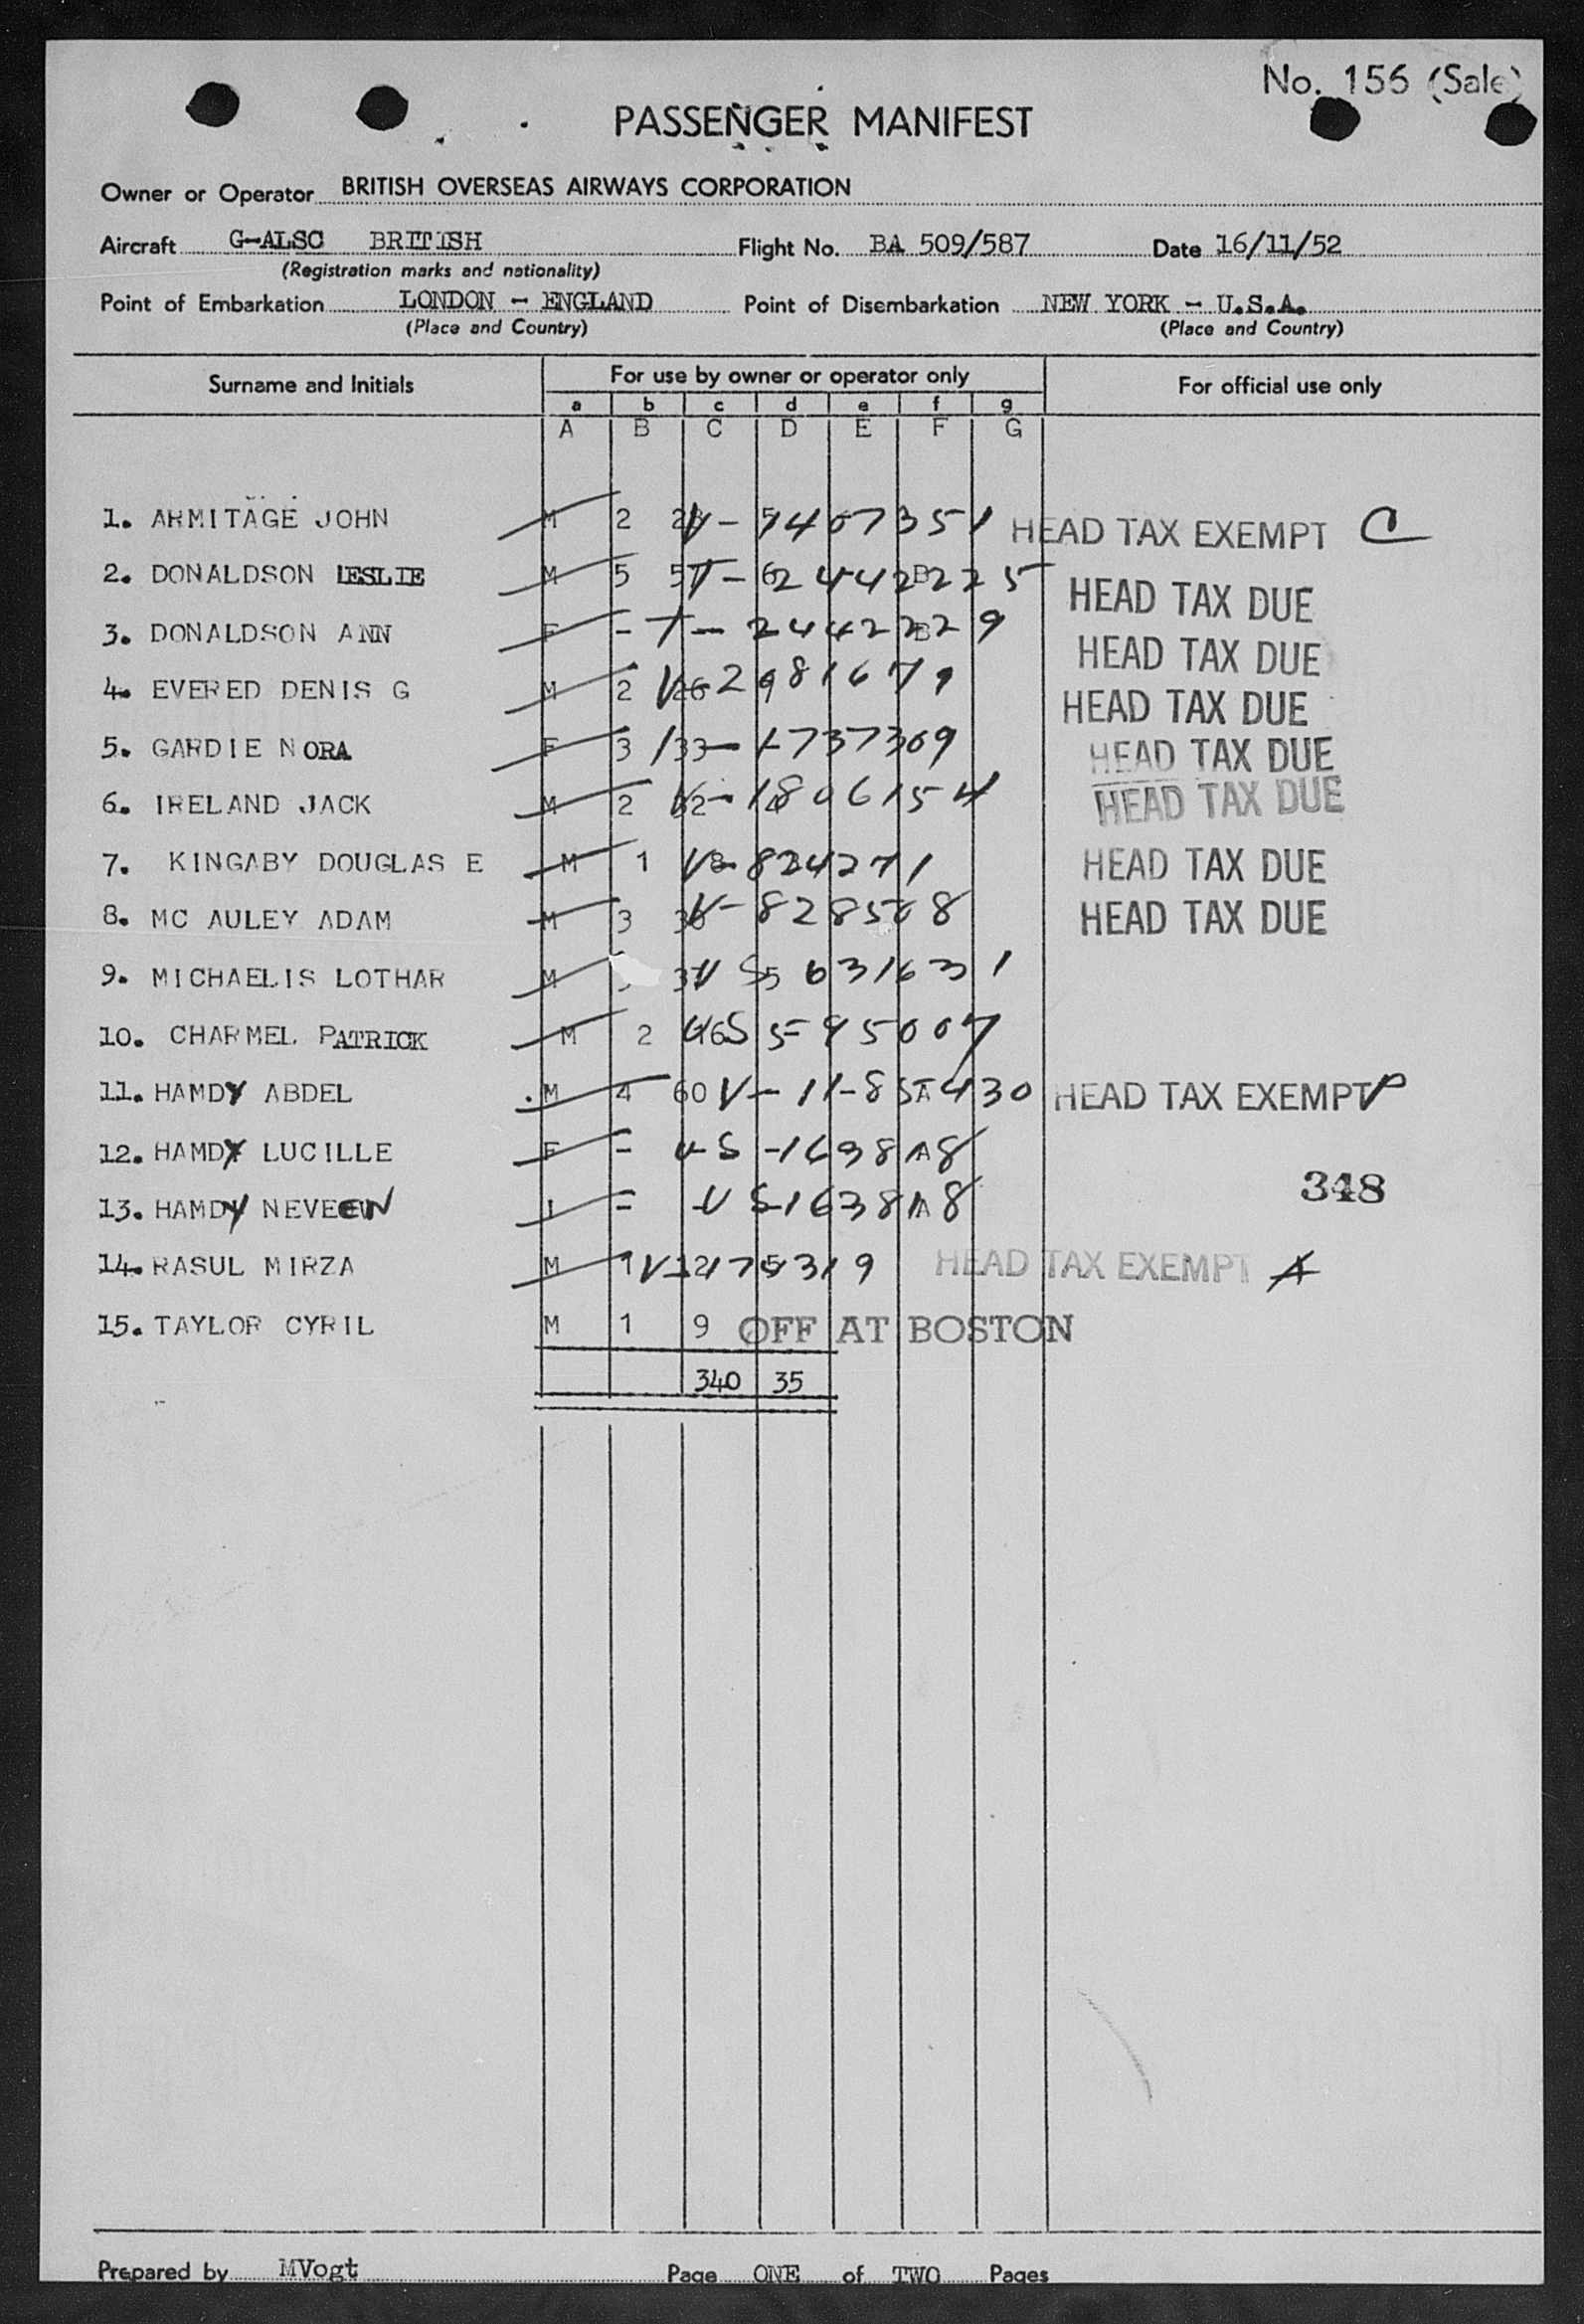 No. 156 (Sale)
PASSENGER MANIFEST
Owner or Operator BRITISH OVERSEAS AIRWAYS CORPORATION
Aircraft G-ALSC BRITISH Flight No. BA 509/587 Date 16/11/52
(Registration marks and nationality)
Point of Embarkation LONDON - ENGLAND Point of Disembarkation NEW YORK - U.S.A.
(Place and Country) (Place and Country)
Surname and Initials For use by owner or operator only For official use only
a b c d e f g
A B C D E F G
1. ARMITAGE JOHN M 2 HEAD TAX EXEMPT C
2. DONALDSON LESLIE M 5 HEAD TAX DUE
3. DONALDSON ANN F - HEAD TAX DUE
4. EVERED DENIS G M 2 HEAD TAX DUE
5. GARDIE NORA F 3 HEAD TAX DUE
6. IRELAND JACK M 2 HEAD TAX DUE
7. KINGABY DOUGLAS E M 1 HEAD TAX DUE
8. MC AULEY ADAM M 3 HEAD TAX DUE
9. MICHAELIS LOTHAR M
10. CHARMEL PATRICK M 2
11. HAMDY ABDEL M 4 60 HEAD TAX EXEMPT P
12. HAMDY LUCILLE F -
13. HAMDY NEVEEN -
348
14. RASUL MIRZA M HEAD TAX EXEMPT A
15. TAYLOR CYRIL M 1 9 OFF AT BOSTON
340 35
Prepared by MVogt Page ONE of TWO Pages